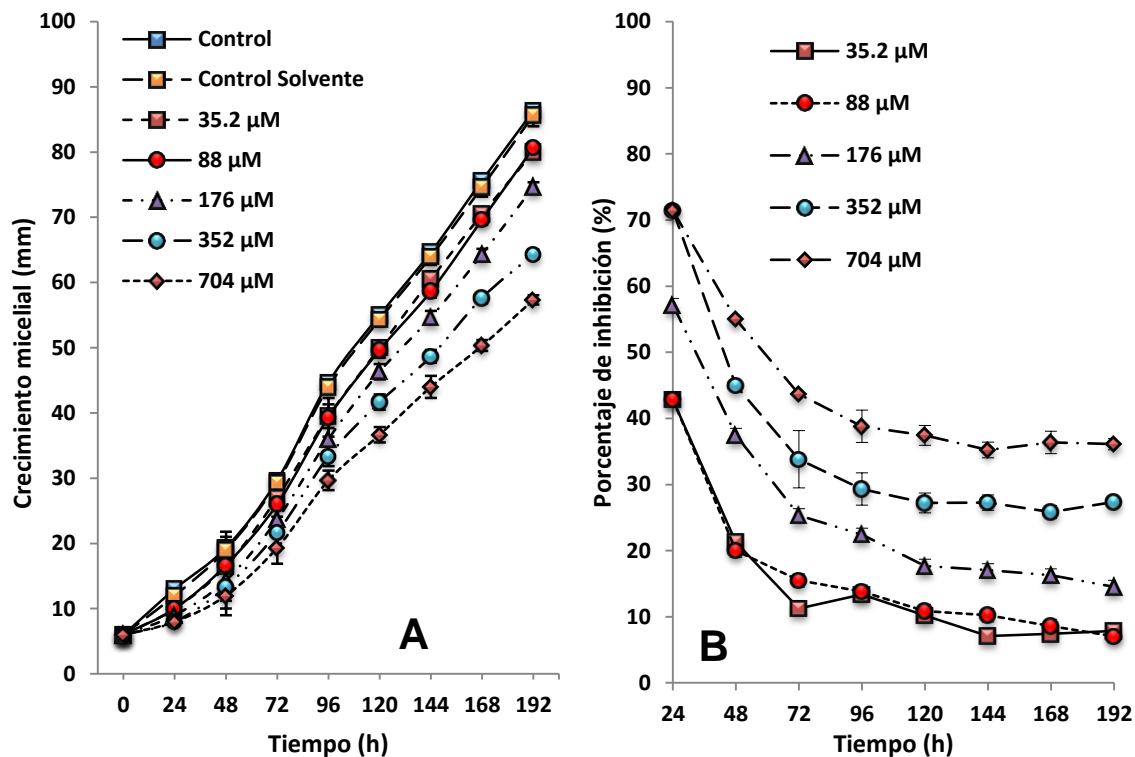 Crecimiento micelial (mm)
100
90
80
70
60
50
40
30
20
10
0
Control
Control Solvente
35.2 µM
88 µM
176 µM
352 µM
704 µM
A
0 24 48 72 96 120 144 168 192
Tiempo (h)
Porcentaje de inhibición (%)
100
90
80
70
60
50
40
30
20
10
0
35.2 µM
88 µM
176 µM
352 µM
704 µM
B
24 48 72 96 120 144 168 192
Tiempo (h)